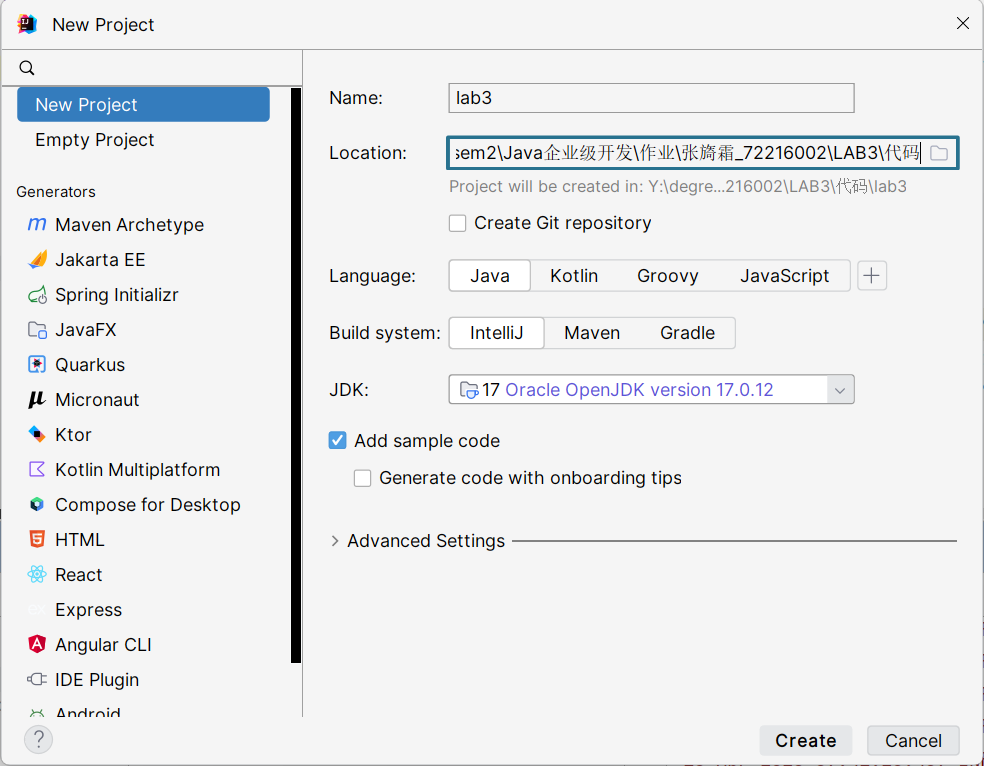 New Project
New Project
Empty Project
Generators
Maven Archetype
Jakarta EE
Spring Initializr
JavaFX
Quarkus
Micronaut
Ktor
Kotlin Multiplatform
Compose for Desktop
HTML
React
Express
Angular CLI
IDE Plugin
Android
Name: lab3
Location: sem2\Java企业级开发\作业\张旖霜_72216002\LAB3\代码
Project will be created in: Y:\degre...216002\LAB3\代码\lab3
Create Git repository
Language: Java Kotlin Groovy JavaScript
Build system: IntelliJ Maven Gradle
JDK: 17 Oracle OpenJDK version 17.0.12
Add sample code
Generate code with onboarding tips
Advanced Settings
? Create Cancel